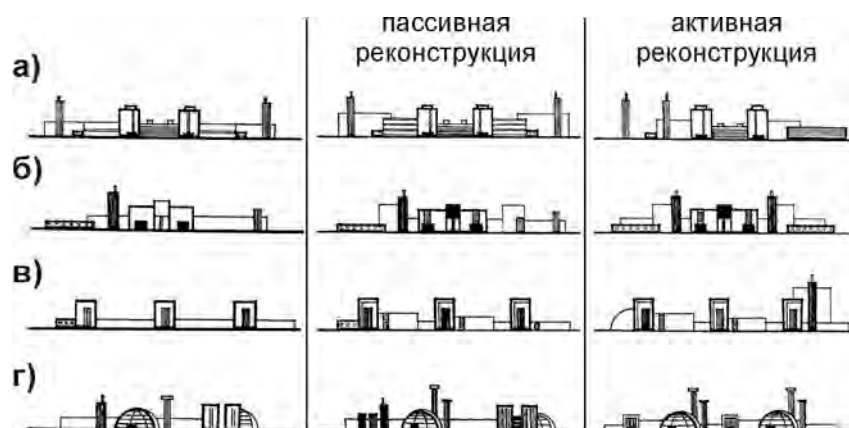 пассивная
реконструкция
активная
реконструкция
а)
б)
в)
г)